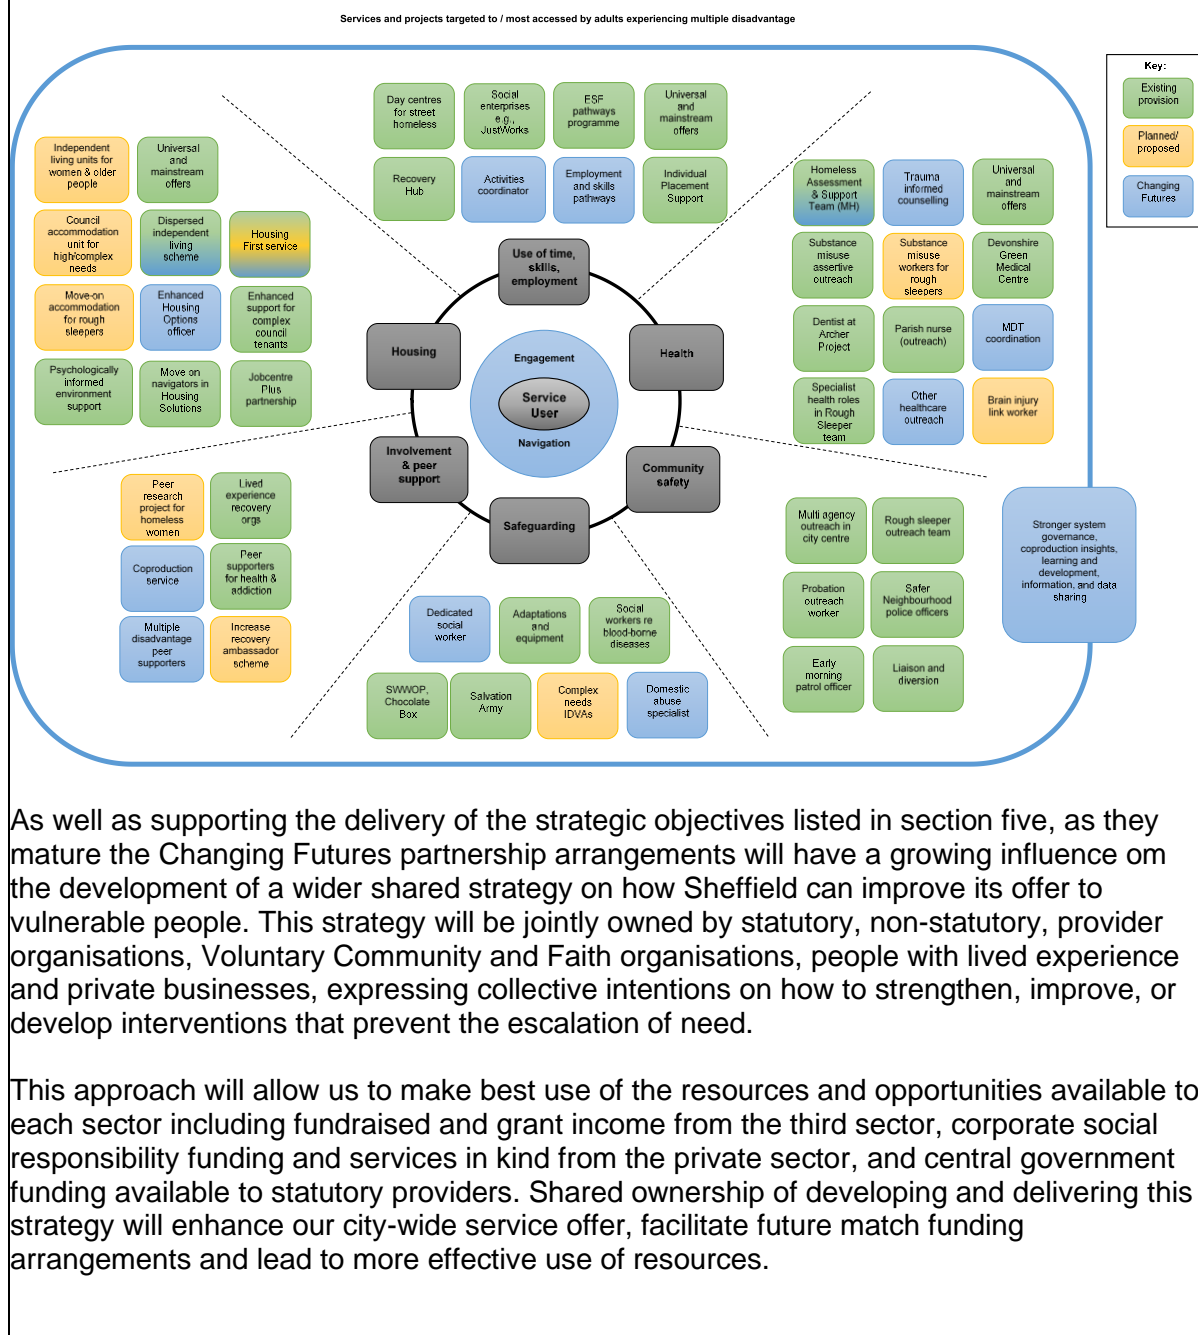 Services and projects targeted to / most accessed by adults experiencing multiple disadvantage
Key:
Existing
provision
Planned/
proposed
Changing
Futures
Day centres
for street
homeless
Social
enterprises
e.g.,
JustWorks
ESF
pathways
programme
Universal
and
mainstream
offers
Recovery
Hub
Activities
coordinator
Employment
and skills
pathways
Individual
Placement
Support
Independent
living units for
women & older
people
Universal
and
mainstream
offers
Council
accommodation
unit for
high/complex
needs
Dispersed
independent
living
scheme
Housing
First service
Move-on
accommodation
for rough
sleepers
Enhanced
Housing
Options
officer
Enhanced
support for
complex
council
tenants
Psychologically
informed
environment
support
Move on
navigators in
Housing
Solutions
Jobcentre
Plus
partnership
Homeless
Assessment
& Support
Team (MH)
Trauma
informed
counselling
Universal
and
mainstream
offers
Substance
misuse
assertive
outreach
Substance
misuse
workers for
rough
sleepers
Devonshire
Green
Medical
Centre
Dentist at
Archer
Project
Parish nurse
(outreach)
MDT
coordination
Specialist
health roles
in Rough
Sleeper
team
Other
healthcare
outreach
Brain injury
link worker
Use of time,
skills,
employment
Housing
Health
Engagement
Service
User
Navigation
Involvement
& peer
support
Community
safety
Safeguarding
Peer
research
project for
homeless
women
Lived
experience
recovery
orgs
Coproduction
service
Peer
supporters
for health &
addiction
Multiple
disadvantage
peer
supporters
Increase
recovery
ambassador
scheme
Dedicated
social
worker
Adaptations
and
equipment
Social
workers re
blood-borne
diseases
SWWOP,
Chocolate
Box
Salvation
Army
Complex
needs
IDVAs
Domestic
abuse
specialist
Multi agency
outreach in
city centre
Rough sleeper
outreach team
Probation
outreach
worker
Safer
Neighbourhood
police officers
Early
morning
patrol officer
Liaison and
diversion
Stronger system
governance,
coproduction insights,
learning and
development,
information, and data
sharing
As well as supporting the delivery of the strategic objectives listed in section five, as they
mature the Changing Futures partnership arrangements will have a growing influence om
the development of a wider shared strategy on how Sheffield can improve its offer to
vulnerable people. This strategy will be jointly owned by statutory, non-statutory, provider
organisations, Voluntary Community and Faith organisations, people with lived experience
and private businesses, expressing collective intentions on how to strengthen, improve, or
develop interventions that prevent the escalation of need.
This approach will allow us to make best use of the resources and opportunities available to
each sector including fundraised and grant income from the third sector, corporate social
responsibility funding and services in kind from the private sector, and central government
funding available to statutory providers. Shared ownership of developing and delivering this
strategy will enhance our city-wide service offer, facilitate future match funding
arrangements and lead to more effective use of resources.